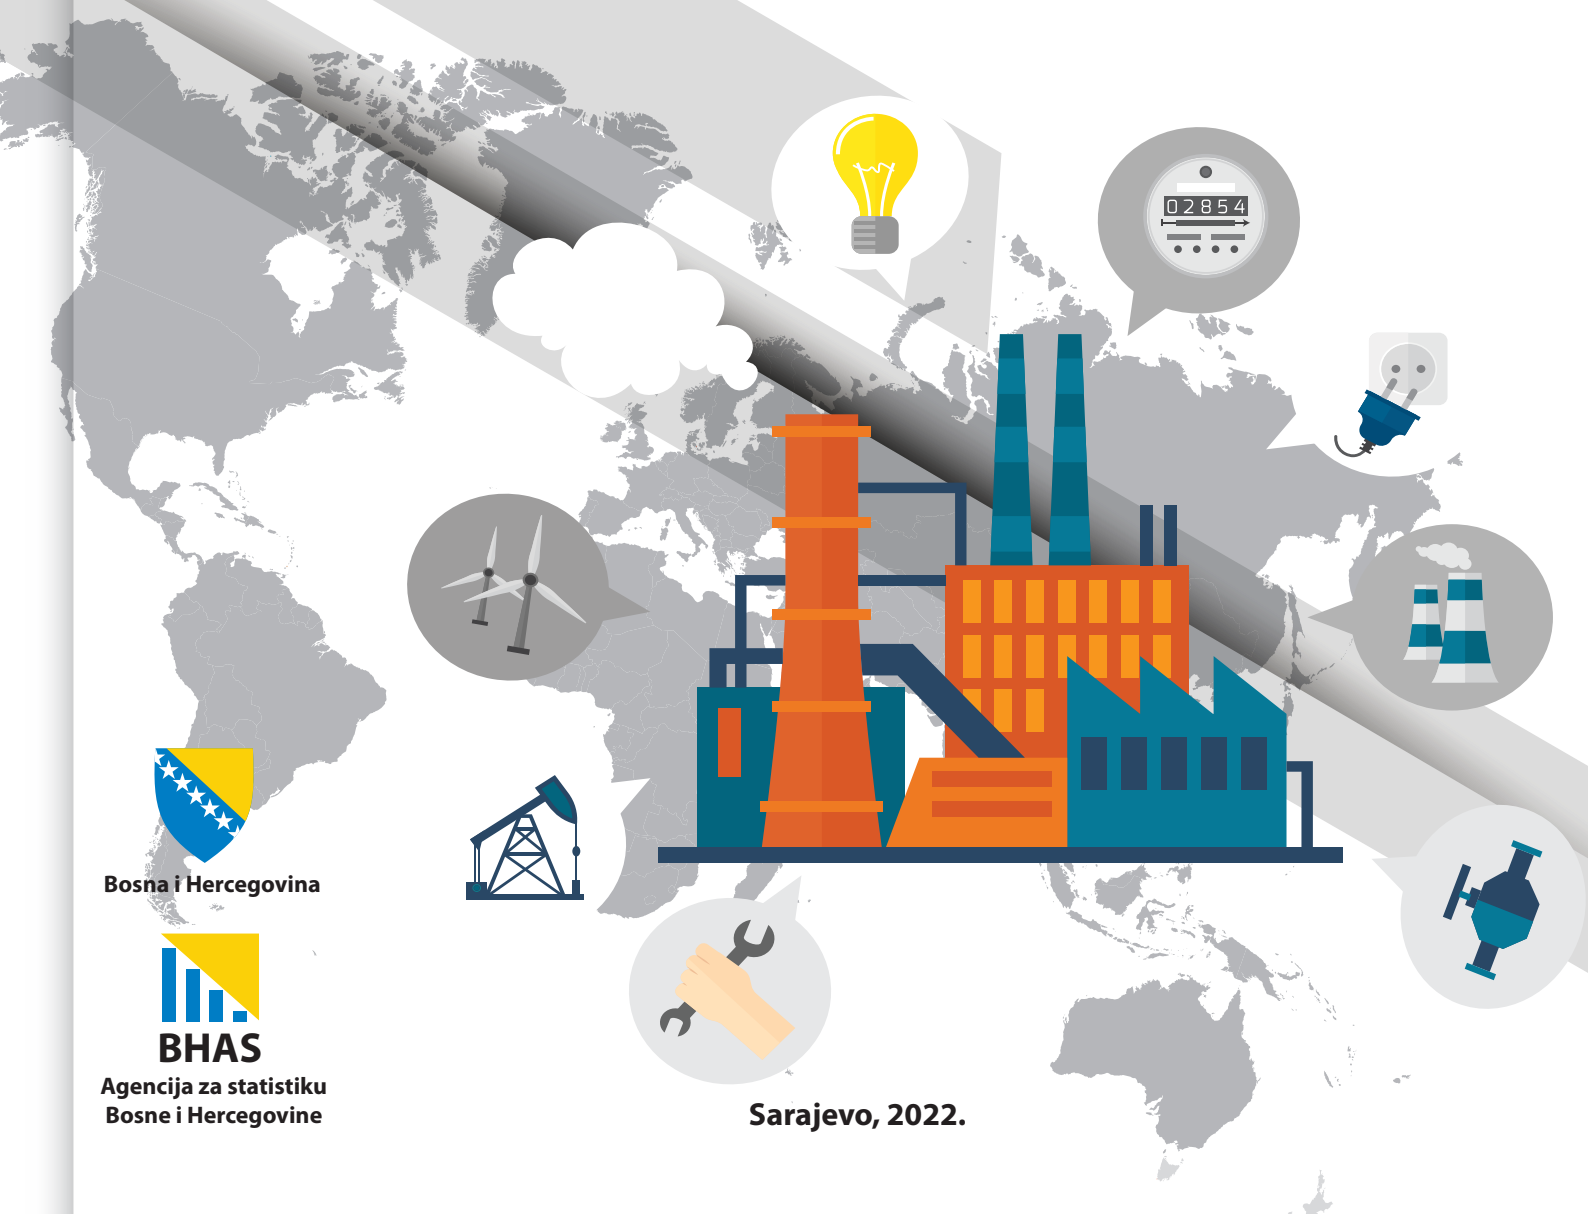 02854
Bosna i Hercegovina
BHAS
Agencija za statistiku
Bosne i Hercegovine
Sarajevo, 2022.